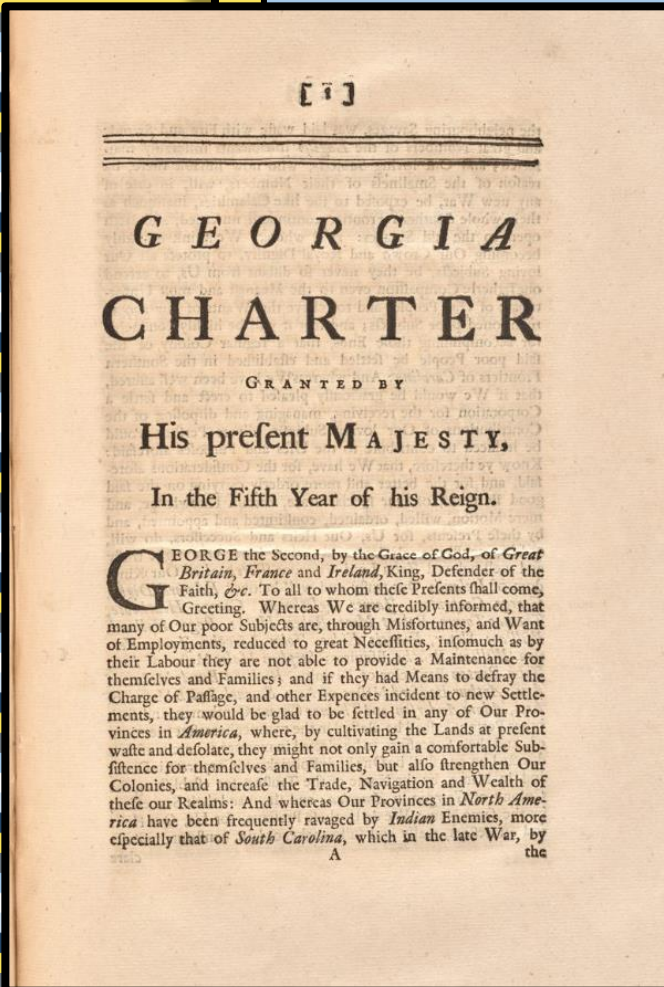 [ 1 ]
GEORGIA
CHARTER
GRANTED BY
His preſent MAJESTY,
In the Fifth Year of his Reign.
GEORGE the Second, by the Grace of God, of Great
Britain, France and Ireland, King, Defender of the
Faith, &c. To all to whom theſe Preſents ſhall come,
Greeting. Whereas We are credibly informed, that
many of Our poor Subjects are, through Misfortunes, and Want
of Employments, reduced to great Neceſſities, inſomuch as by
their Labour they are not able to provide a Maintenance for
themſelves and Families; and if they had Means to defray the
Charge of Paſſage, and other Expences incident to new Settle-
ments, they would be glad to be ſettled in any of Our Pro-
vinces in America, where, by cultivating the Lands at preſent
waſte and deſolate, they might not only gain a comfortable Sub-
ſiſtence for themſelves and Families, but alſo ſtrengthen Our
Colonies, and increaſe the Trade, Navigation and Wealth of
theſe our Realms: And whereas Our Provinces in North Ame-
rica have been frequently ravaged by Indian Enemies, more
eſpecially that of South Carolina, which in the late War, by
A the